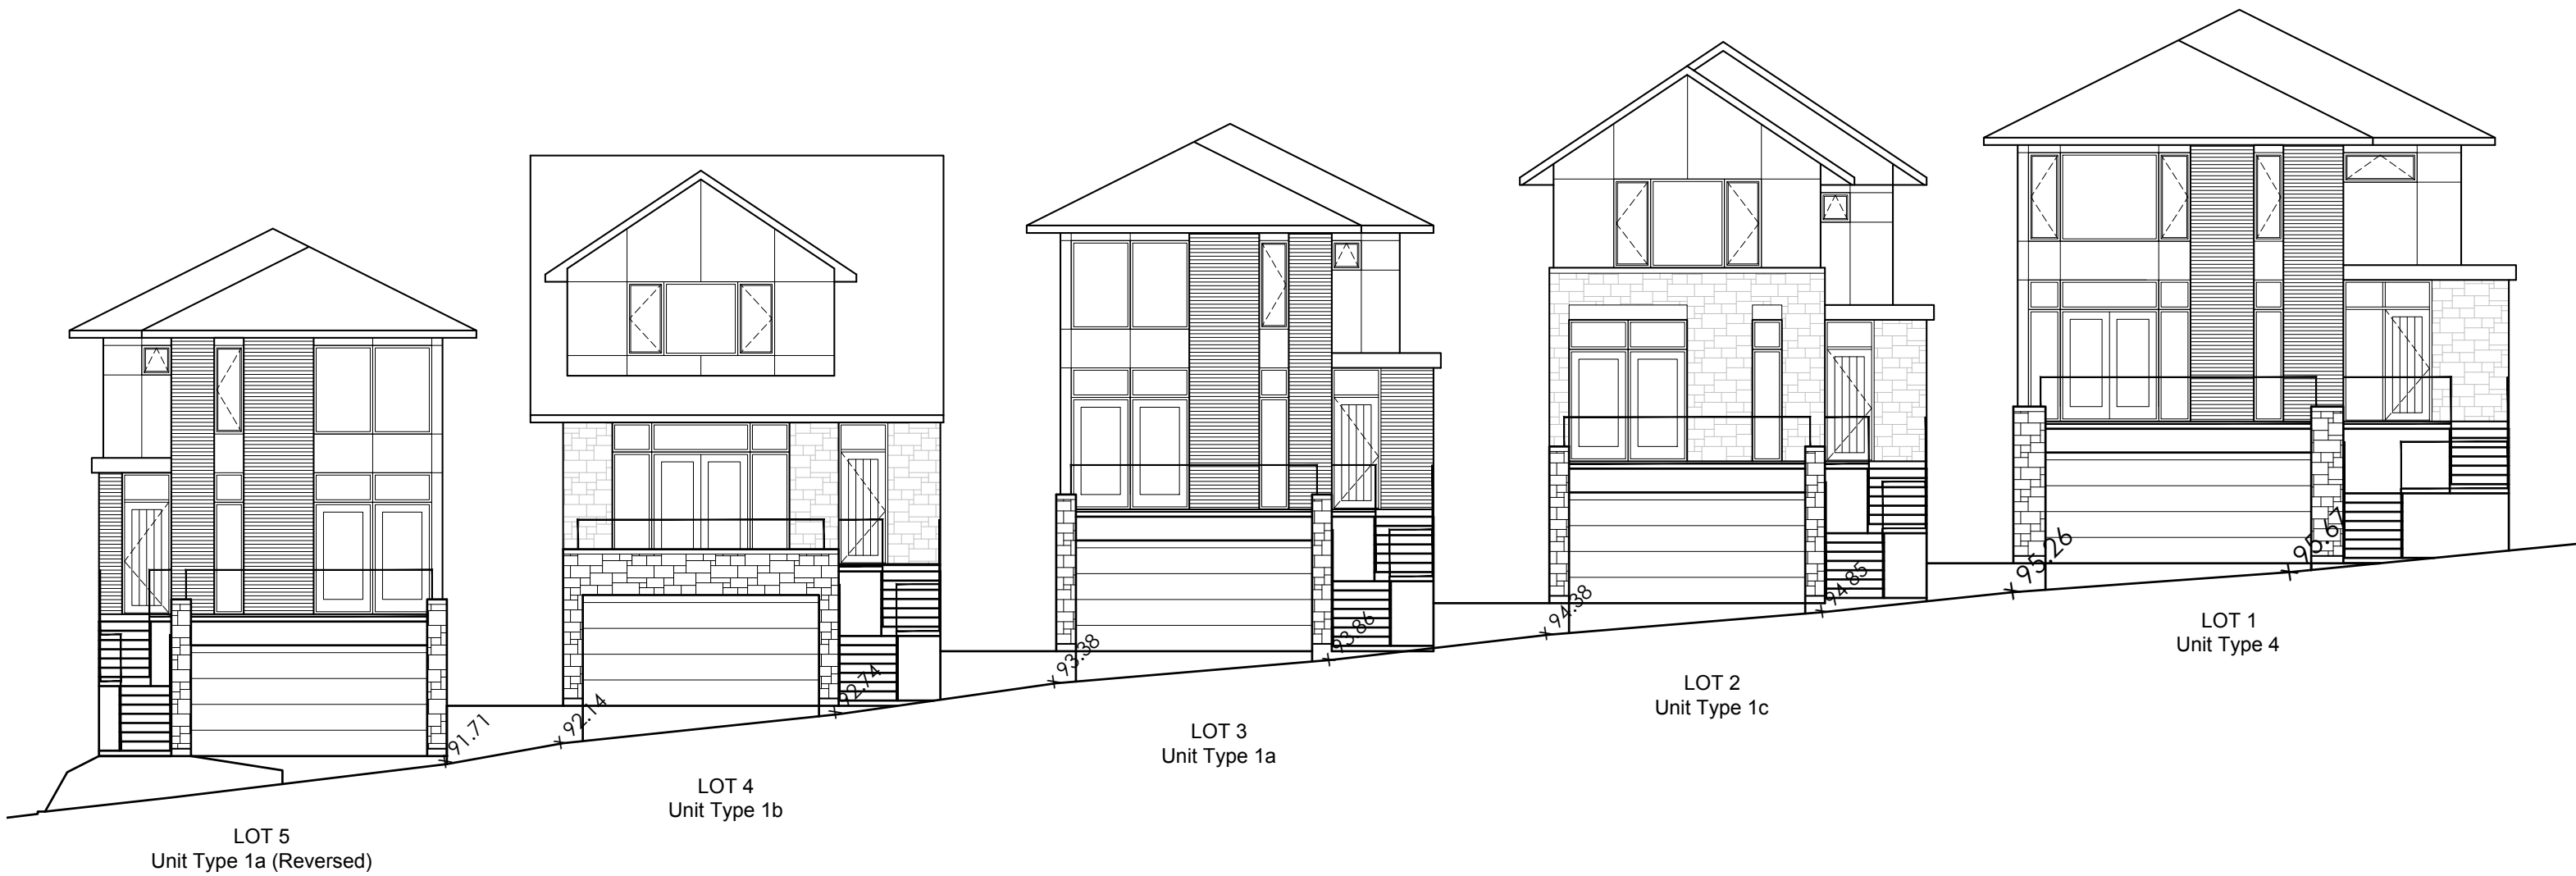 x 91.71
x 92.14
x 92.74
x 93.38
x 93.86
x 94.38
x 94.85
x 95.26
x 95.67
LOT 1
Unit Type 4
LOT 2
Unit Type 1c
LOT 3
Unit Type 1a
LOT 4
Unit Type 1b
LOT 5
Unit Type 1a (Reversed)